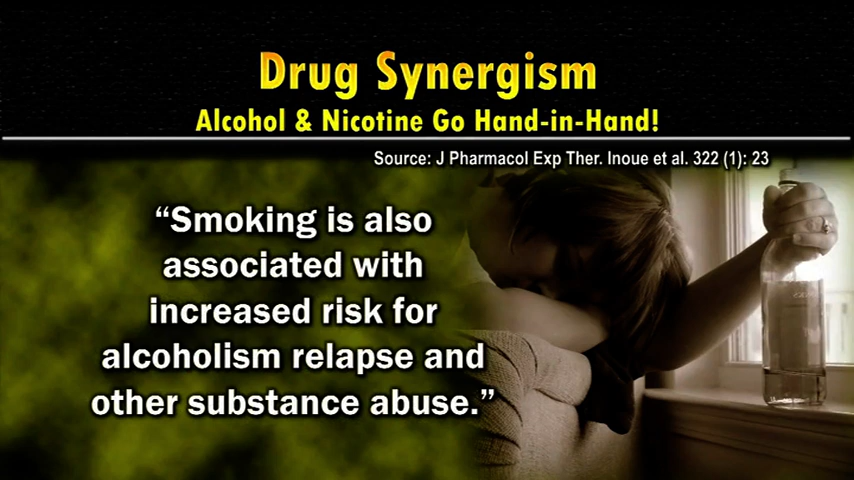 Drug Synergism
Alcohol & Nicotine Go Hand-in-Hand!
Source: J Pharmacol Exp Ther. Inoue et al. 322 (1): 23
“Smoking is also
associated with
increased risk for
alcoholism relapse and
other substance abuse.”